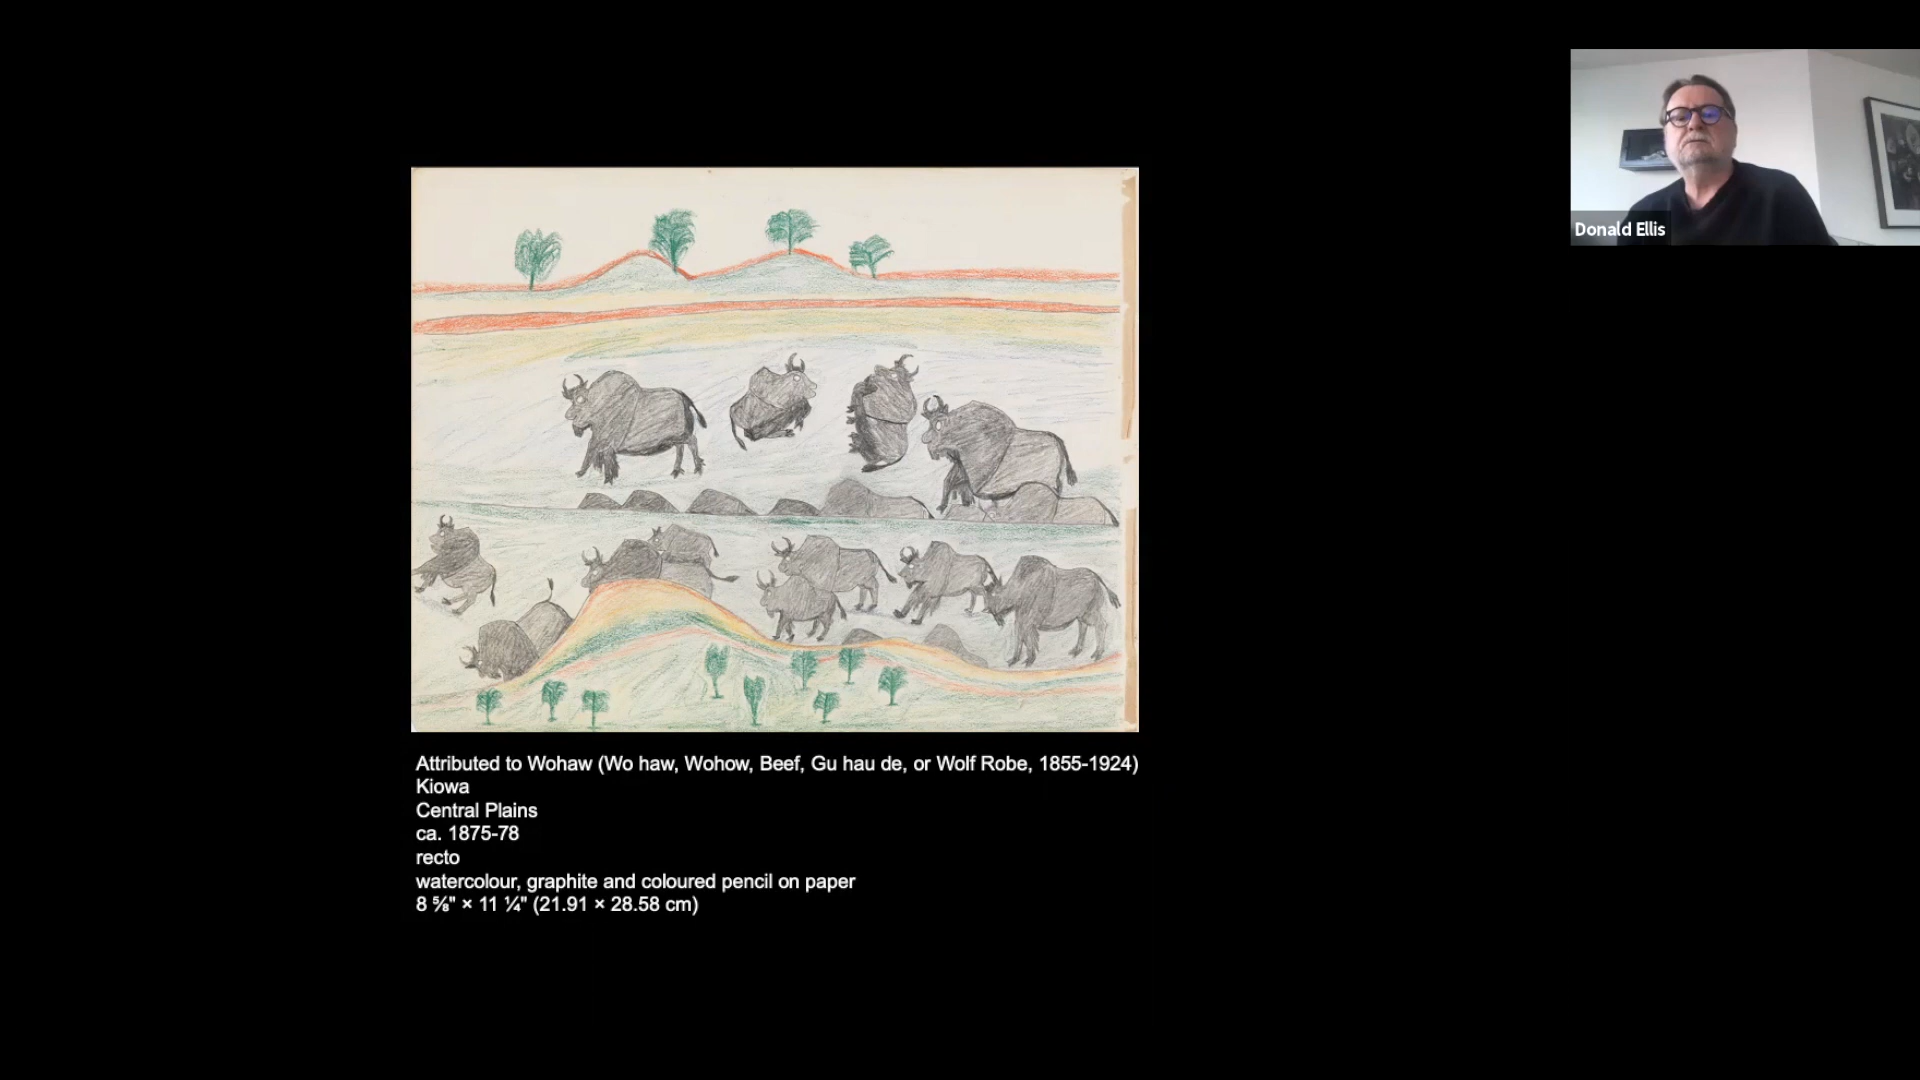 Donald Ellis
Attributed to Wohaw (Wo haw, Wohow, Beef, Gu hau de, or Wolf Robe, 1855-1924)
Kiowa
Central Plains
ca. 1875-78
recto
watercolour, graphite and coloured pencil on paper
8 ⅝" × 11 ¼" (21.91 × 28.58 cm)